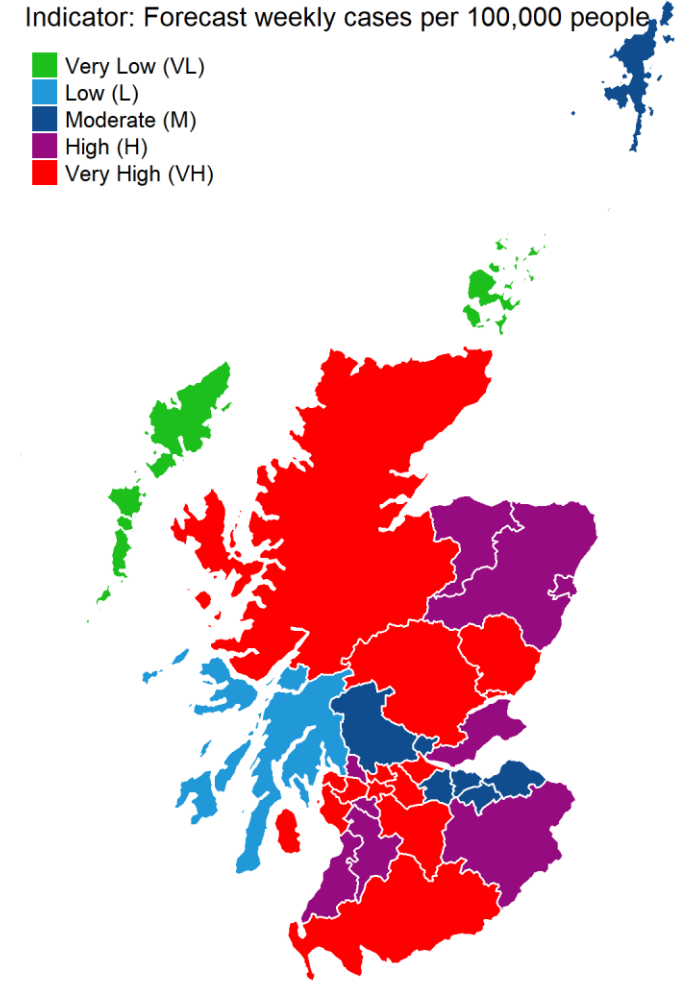 Indicator: Forecast weekly cases per 100,000 people
Very Low (VL)
Low (L)
Moderate (M)
High (H)
Very High (VH)